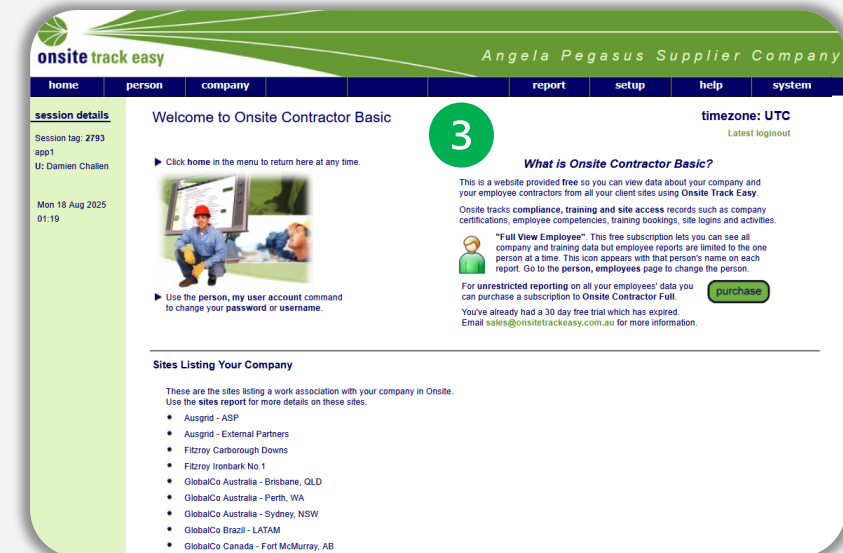 onsite track easy
Angela Pegasus Supplier Company
home person company report setup help system
session details
Session tag: 2793
app1
U: Damien Challen
Mon 18 Aug 2025
01:19
Welcome to Onsite Contractor Basic
3
timezone: UTC
Latest loginout
Click home in the menu to return here at any time.
Use the person, my user account command
to change your password or username.
What is Onsite Contractor Basic?
This is a website provided free so you can view data about your company and
your employee contractors from all your client sites using Onsite Track Easy.
Onsite tracks compliance, training and site access records such as company
certifications, employee competencies, training bookings, site logins and activities.
"Full View Employee". This free subscription lets you can see all
company and training data but employee reports are limited to the one
person at a time. This icon appears with that person's name on each
report. Go to the person, employees page to change the person.
For unrestricted reporting on all your employees' data you
can purchase a subscription to Onsite Contractor Full.
purchase
You've already had a 30 day free trial which has expired.
Email sales@onsitetrackeasy.com.au for more information.
Sites Listing Your Company
These are the sites listing a work association with your company in Onsite.
Use the sites report for more details on these sites.
Ausgrid - ASP
Ausgrid - External Partners
Fitzroy Carborough Downs
Fitzroy Ironbark No.1
GlobalCo Australia - Brisbane, QLD
GlobalCo Australia - Perth, WA
GlobalCo Australia - Sydney, NSW
GlobalCo Brazil - LATAM
GlobalCo Canada - Fort McMurray, AB